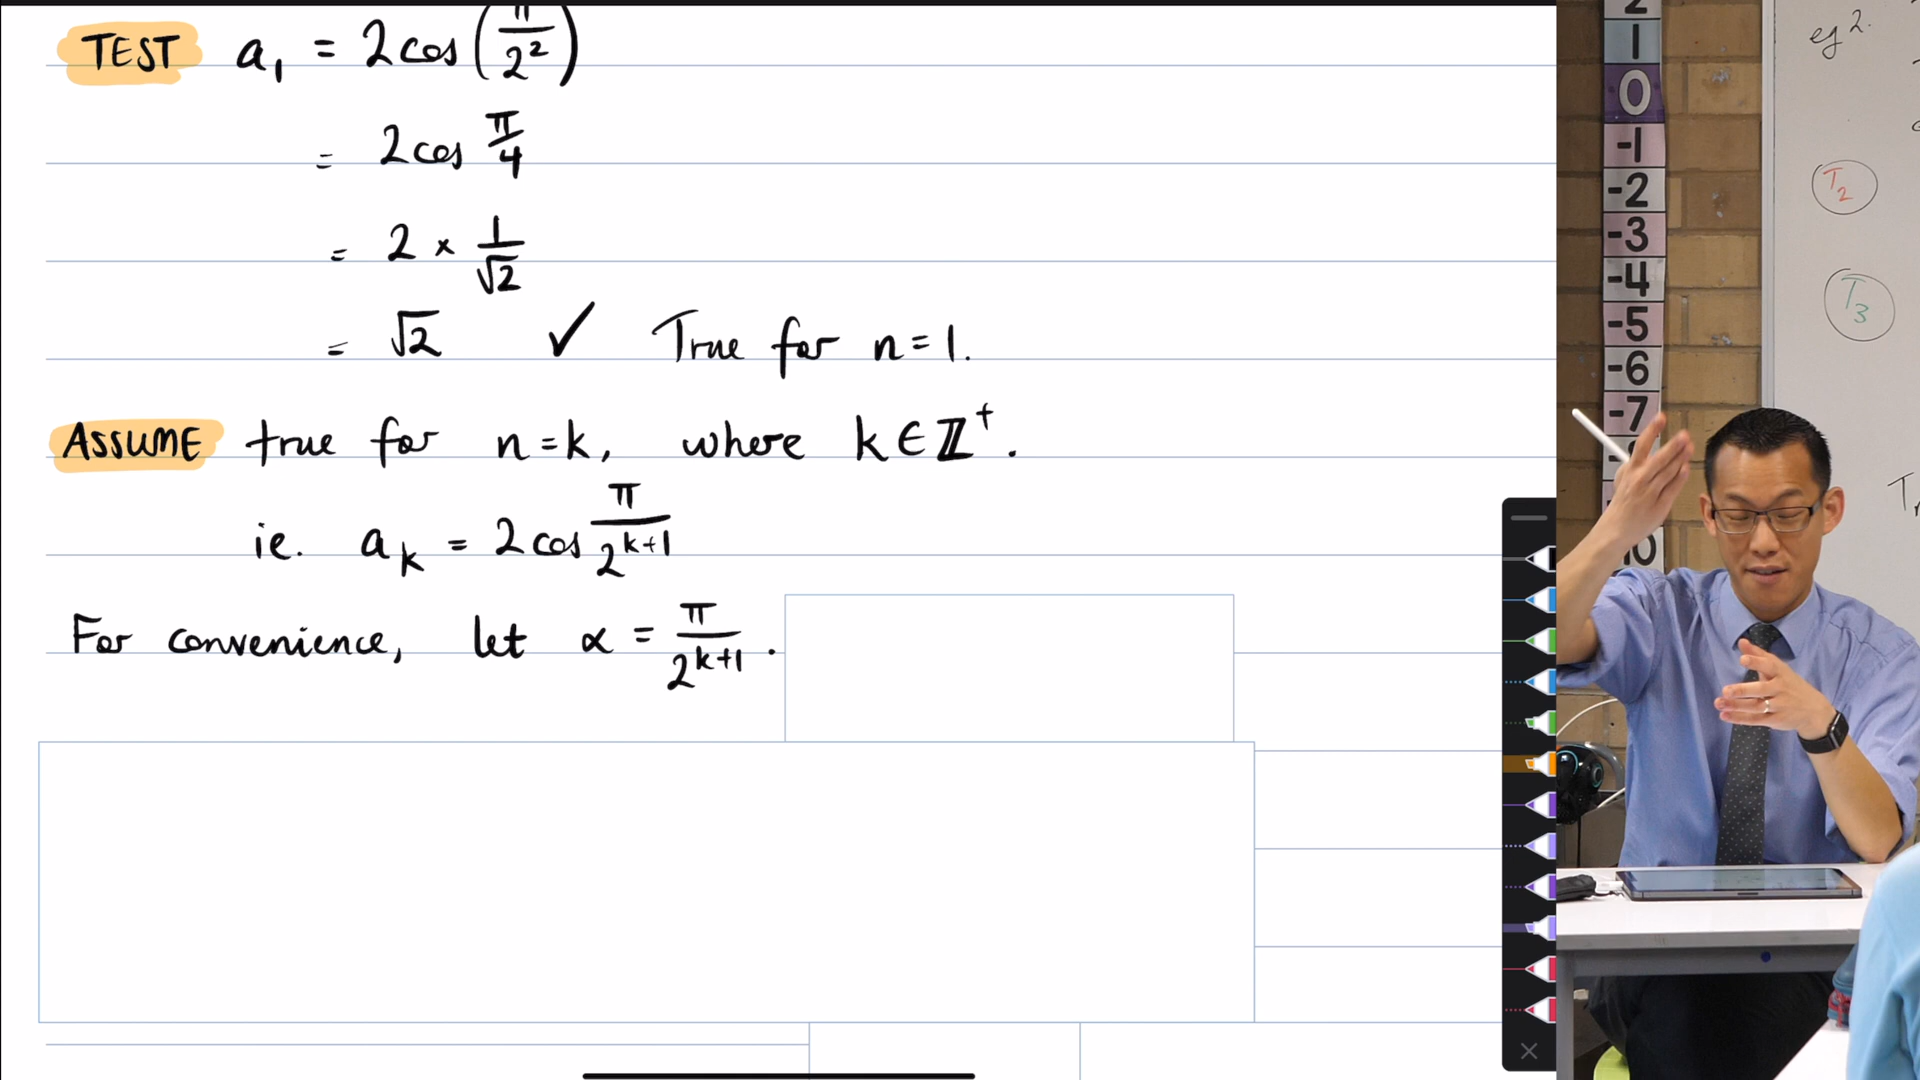 TEST a₁ = 2cos(π/2²)
= 2cos π/4
= 2 × 1/√2
= √2 ✓ True for n=1.
ASSUME true for n=k, where k∈ℤ⁺.
ie. aₖ = 2cos π/2ᵏ⁺¹
For convenience, let α = π/2ᵏ⁺¹.
2
1
0
-1
-2
-3
-4
-5
-6
-7
10
eg 2.
T₂
T₃